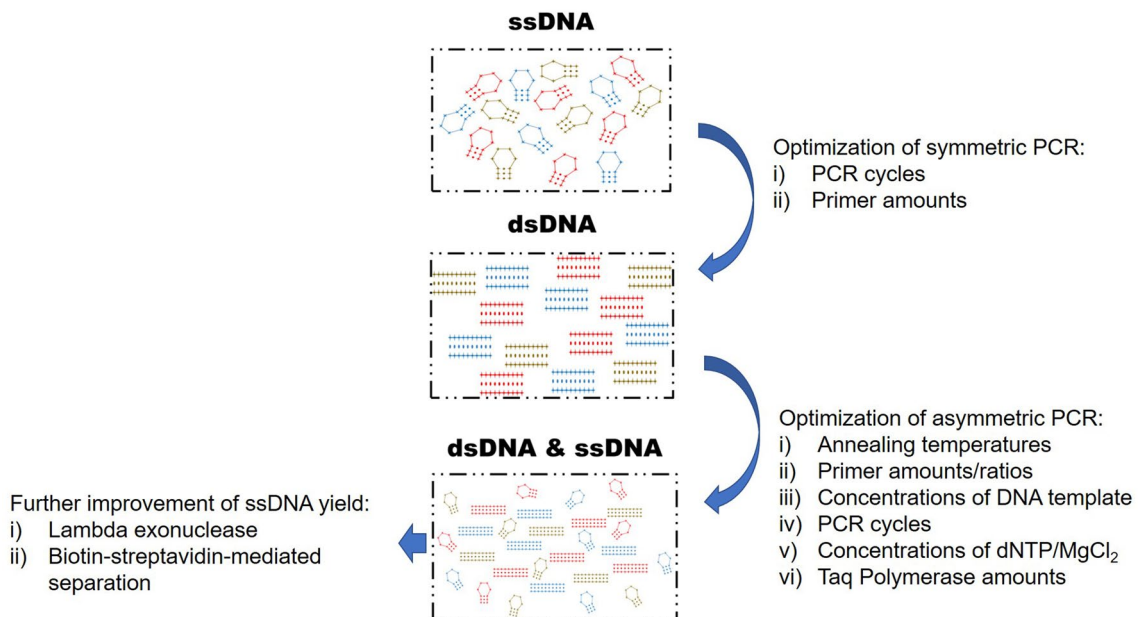 ssDNA
Optimization of symmetric PCR:
i) PCR cycles
ii) Primer amounts
dsDNA
Optimization of asymmetric PCR:
i) Annealing temperatures
ii) Primer amounts/ratios
iii) Concentrations of DNA template
iv) PCR cycles
v) Concentrations of dNTP/MgCl₂
vi) Taq Polymerase amounts
dsDNA & ssDNA
Further improvement of ssDNA yield:
i) Lambda exonuclease
ii) Biotin-streptavidin-mediated
separation